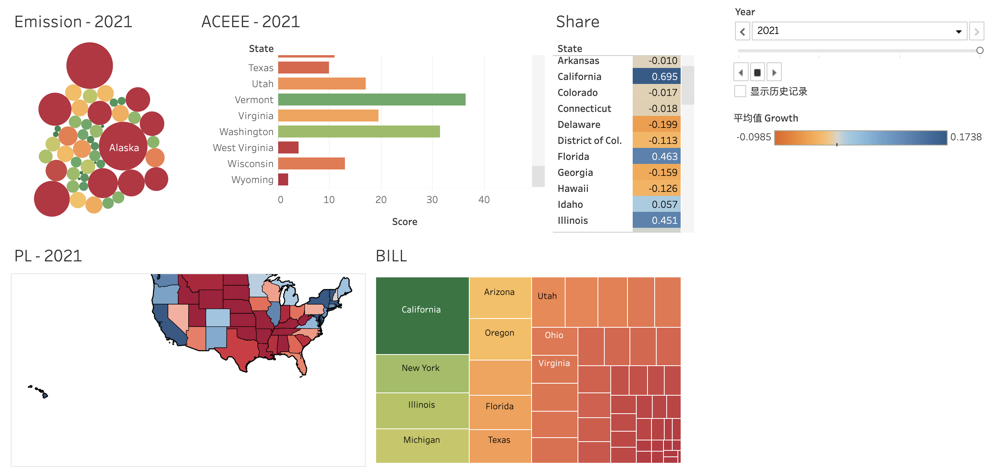 Emission - 2021
Alaska
ACEEE - 2021
State
Texas
Utah
Vermont
Virginia
Washington
West Virginia
Wisconsin
Wyoming
0 10 20 30 40
Score
Share
State
Arkansas -0.010
California 0.695
Colorado -0.017
Connecticut -0.018
Delaware -0.199
District of Col. -0.113
Florida 0.463
Georgia -0.159
Hawaii -0.126
Idaho 0.057
Illinois 0.451
Year
2021
显示历史记录
平均值 Growth
-0.0985 0.1738
PL - 2021
BILL
California
New York
Illinois
Michigan
Arizona
Oregon
Florida
Texas
Utah
Ohio
Virginia